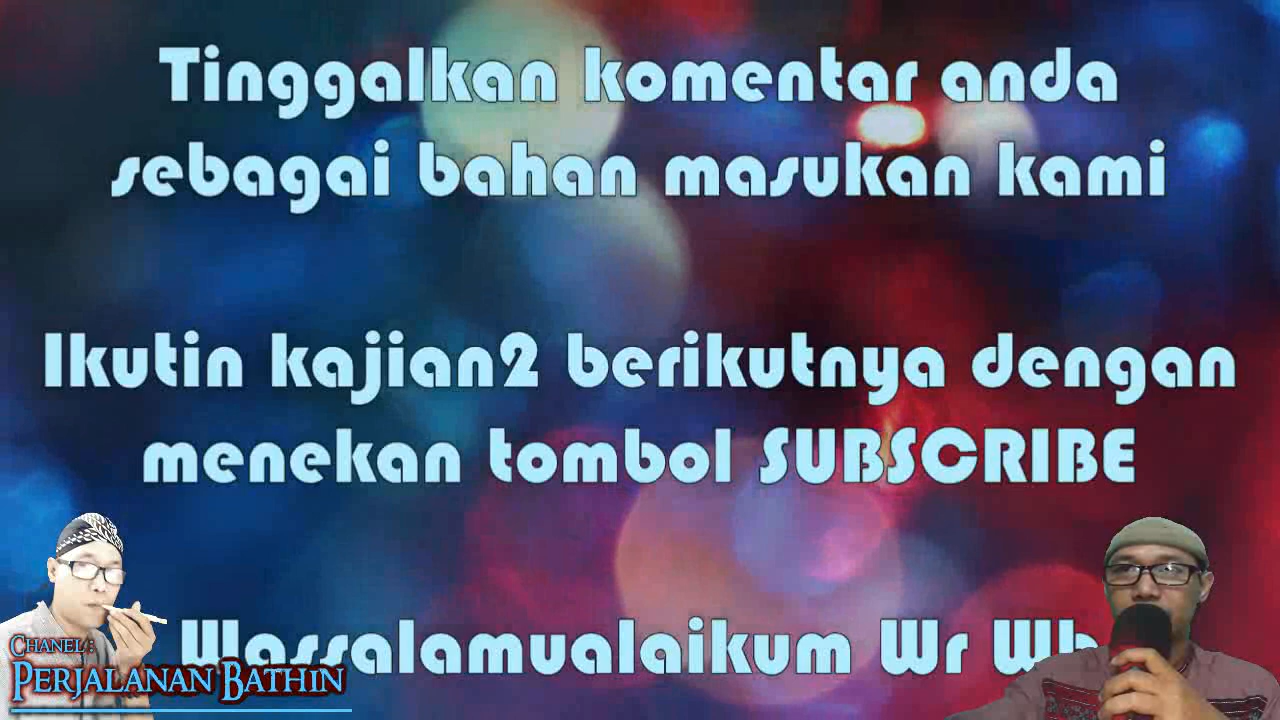 Tinggalkan komentar anda
sebagai bahan masukan kami
Ikutin kajian2 berikutnya dengan
menekan tombol SUBSCRIBE
Wassalamualaikum Wr Wb
CHANEL :
PERJALANAN BATHIN